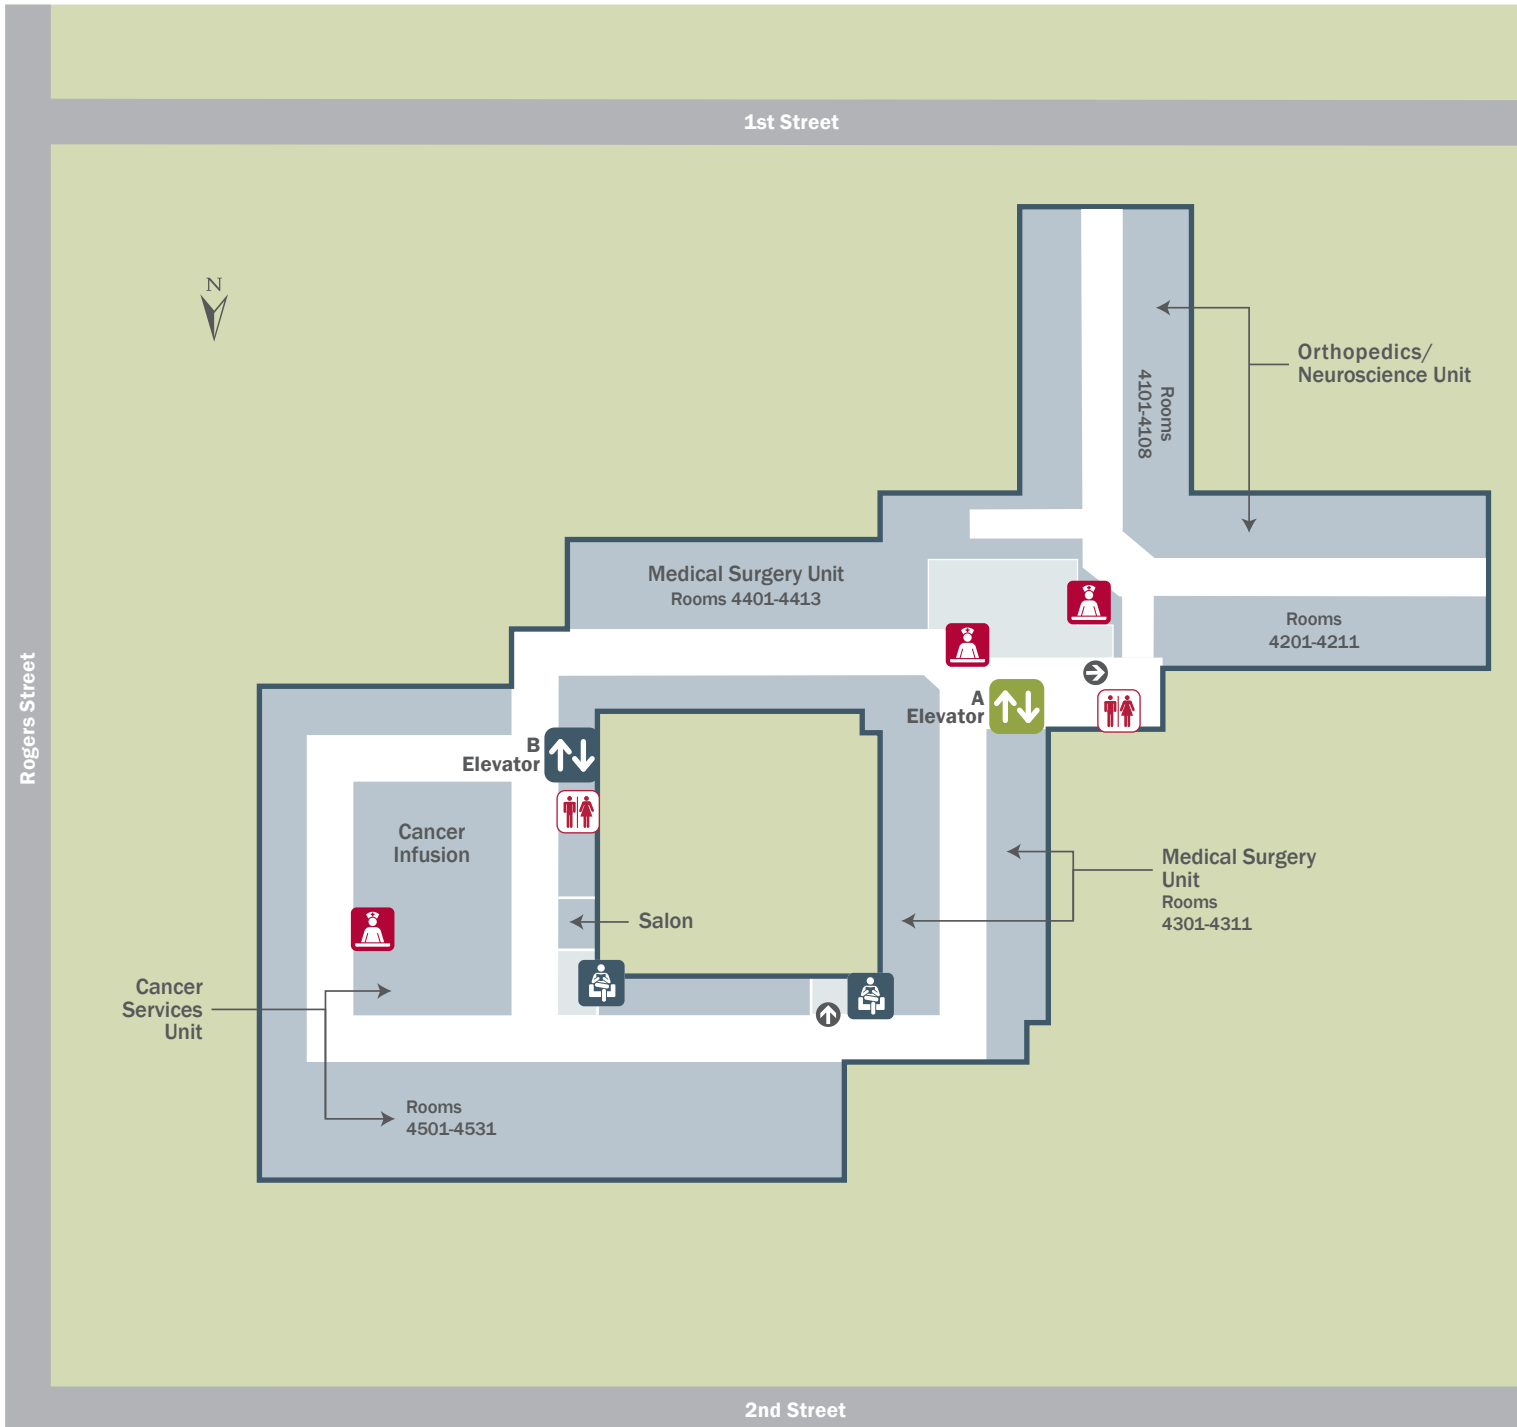 1st Street
N
Orthopedics/
Neuroscience Unit
Rooms
4101-4108
Medical Surgery Unit
Rooms 4401-4413
Rooms
4201-4211
Rogers Street
A
Elevator
B
Elevator
Cancer
Infusion
Medical Surgery
Unit
Rooms
4301-4311
Salon
Cancer
Services
Unit
Rooms
4501-4531
2nd Street